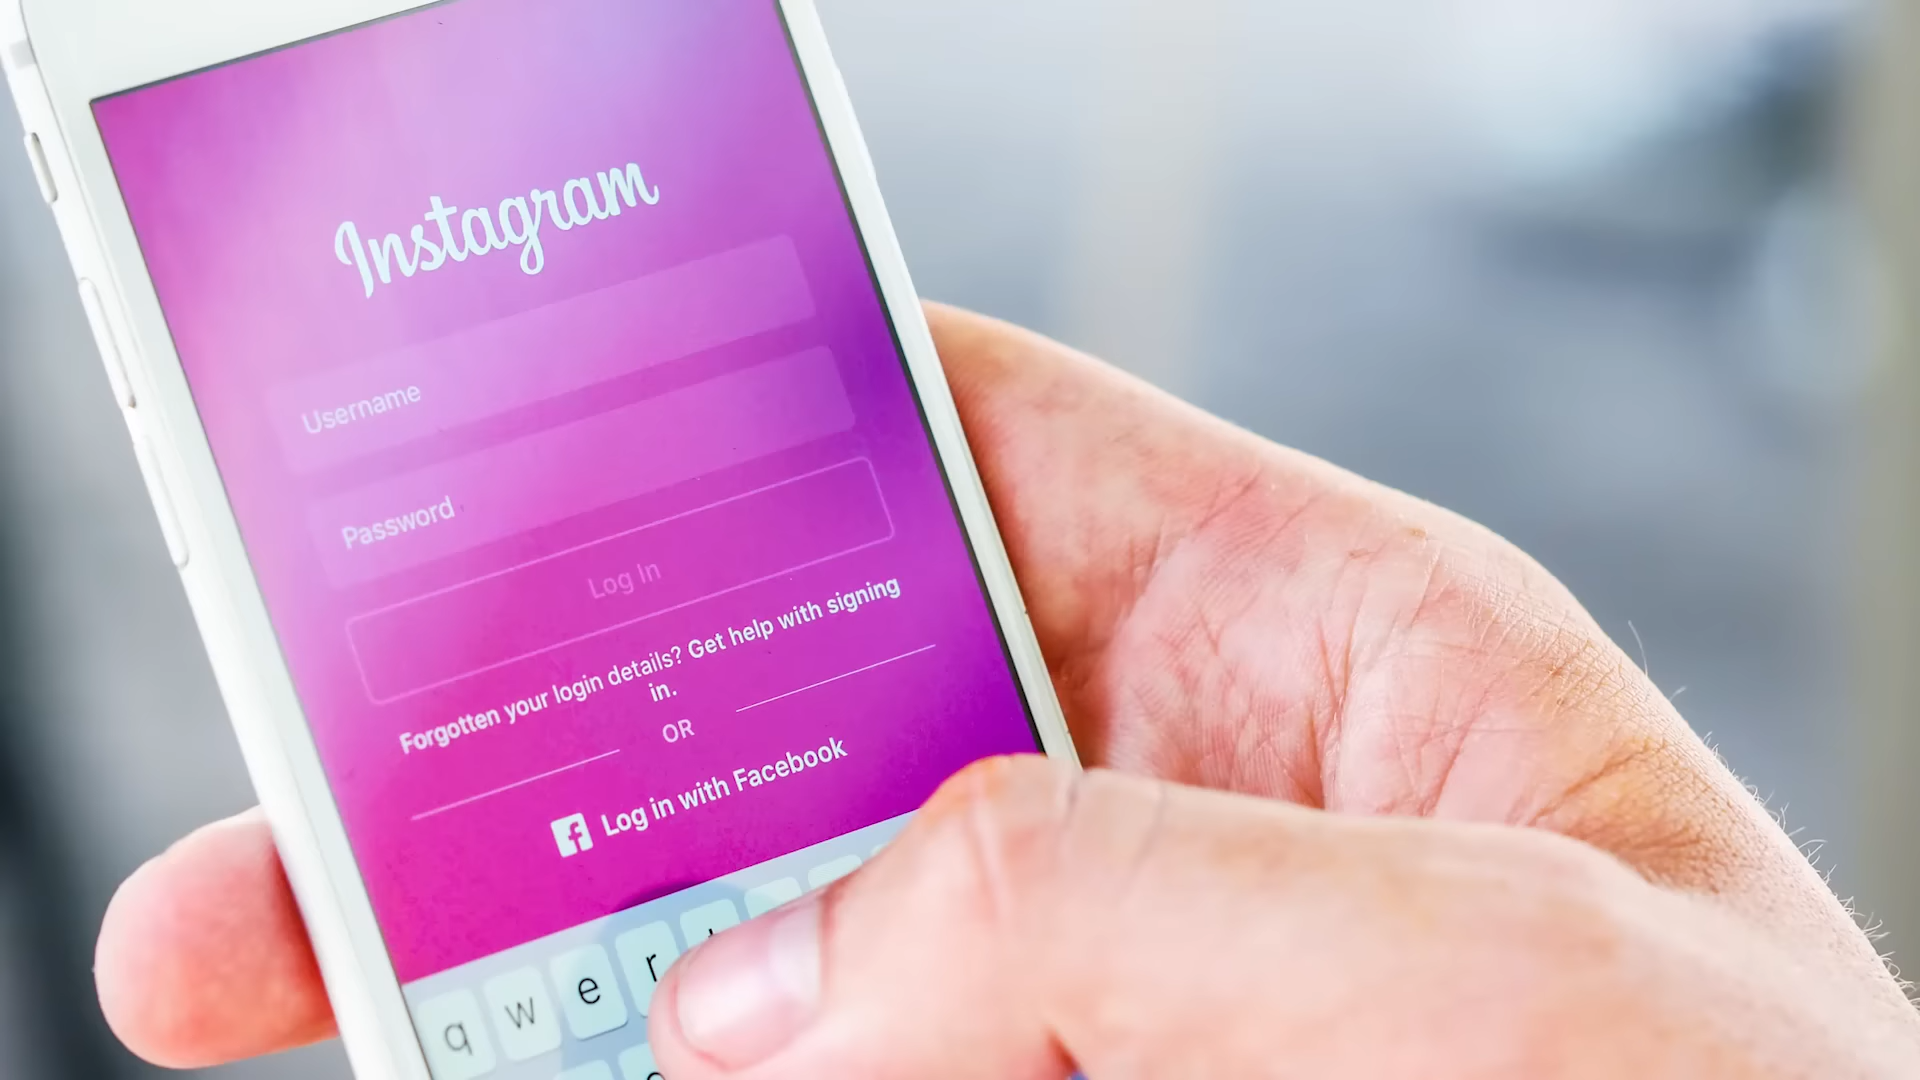 Instagram
Username
Password
Log In
Forgotten your login details? Get help with signing
in.
OR
Log in with Facebook
q w e r